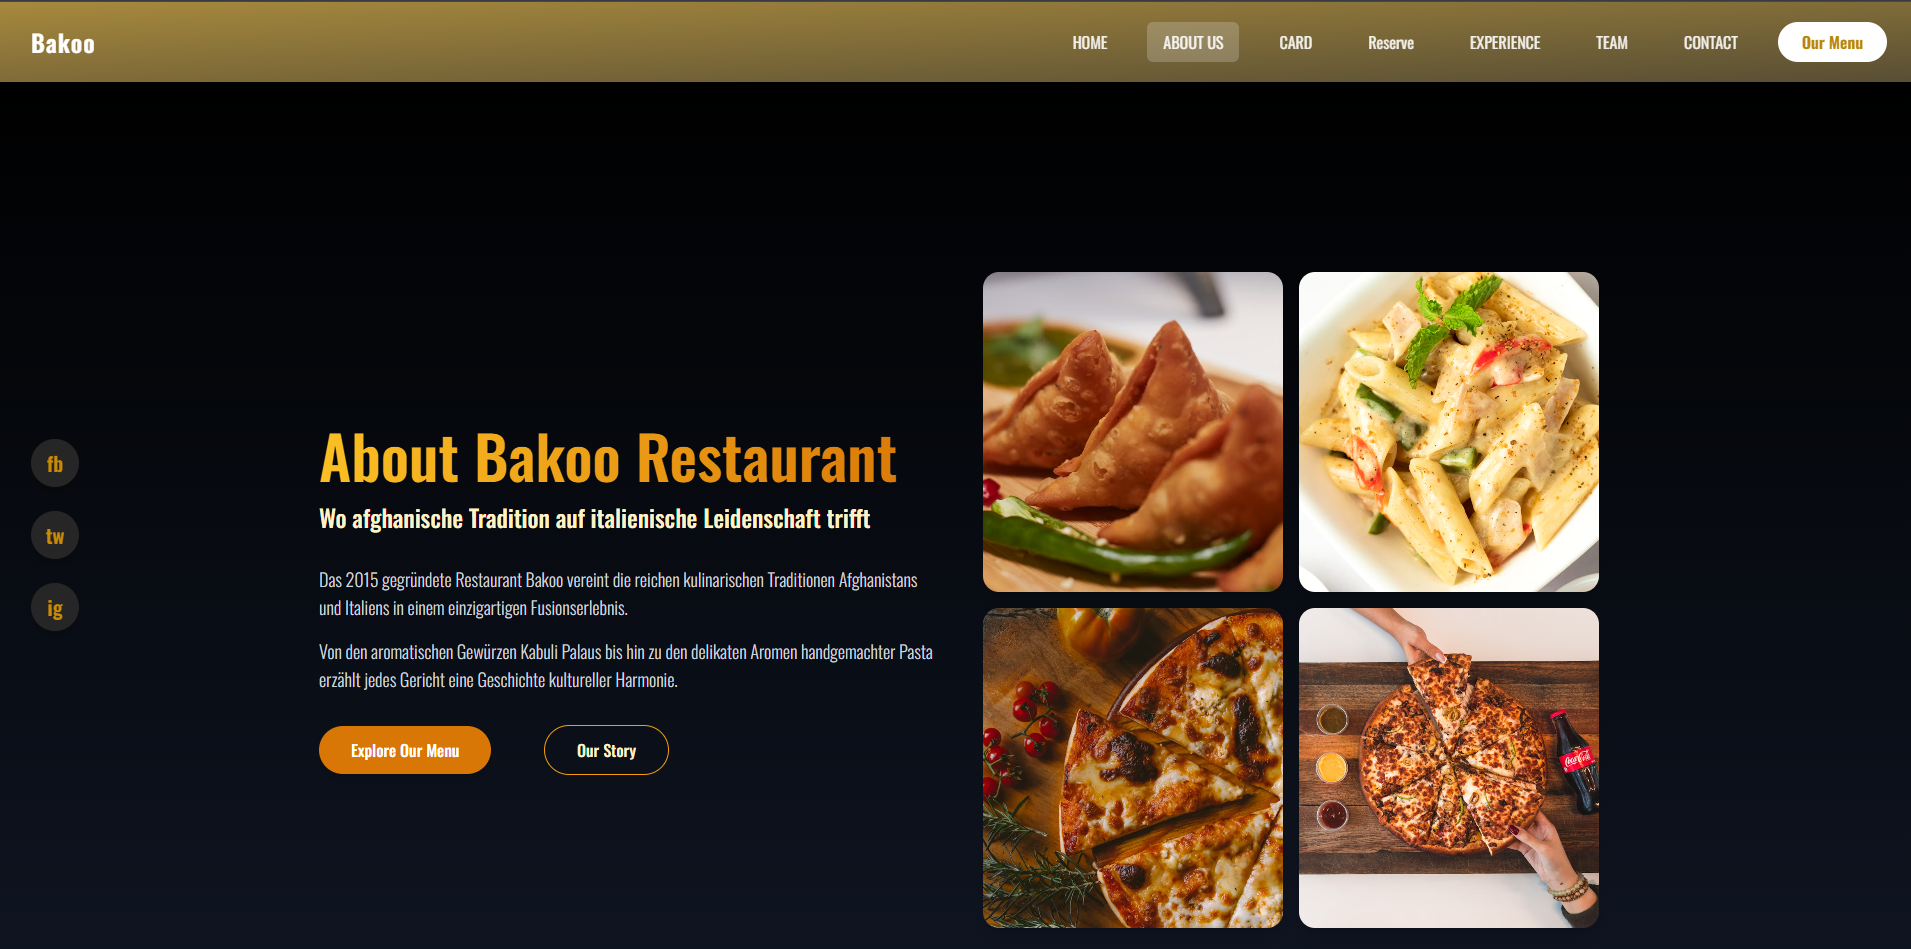 Bakoo
HOME
ABOUT US
CARD
Reserve
EXPERIENCE
TEAM
CONTACT
Our Menu
fb
tw
ig
About Bakoo Restaurant
Wo afghanische Tradition auf italienische Leidenschaft trifft
Das 2015 gegründete Restaurant Bakoo vereint die reichen kulinarischen Traditionen Afghanistans
und Italiens in einem einzigartigen Fusionserlebnis.
Von den aromatischen Gewürzen Kabuli Palaus bis hin zu den delikaten Aromen handgemachter Pasta
erzählt jedes Gericht eine Geschichte kultureller Harmonie.
Explore Our Menu
Our Story
Coca-Cola